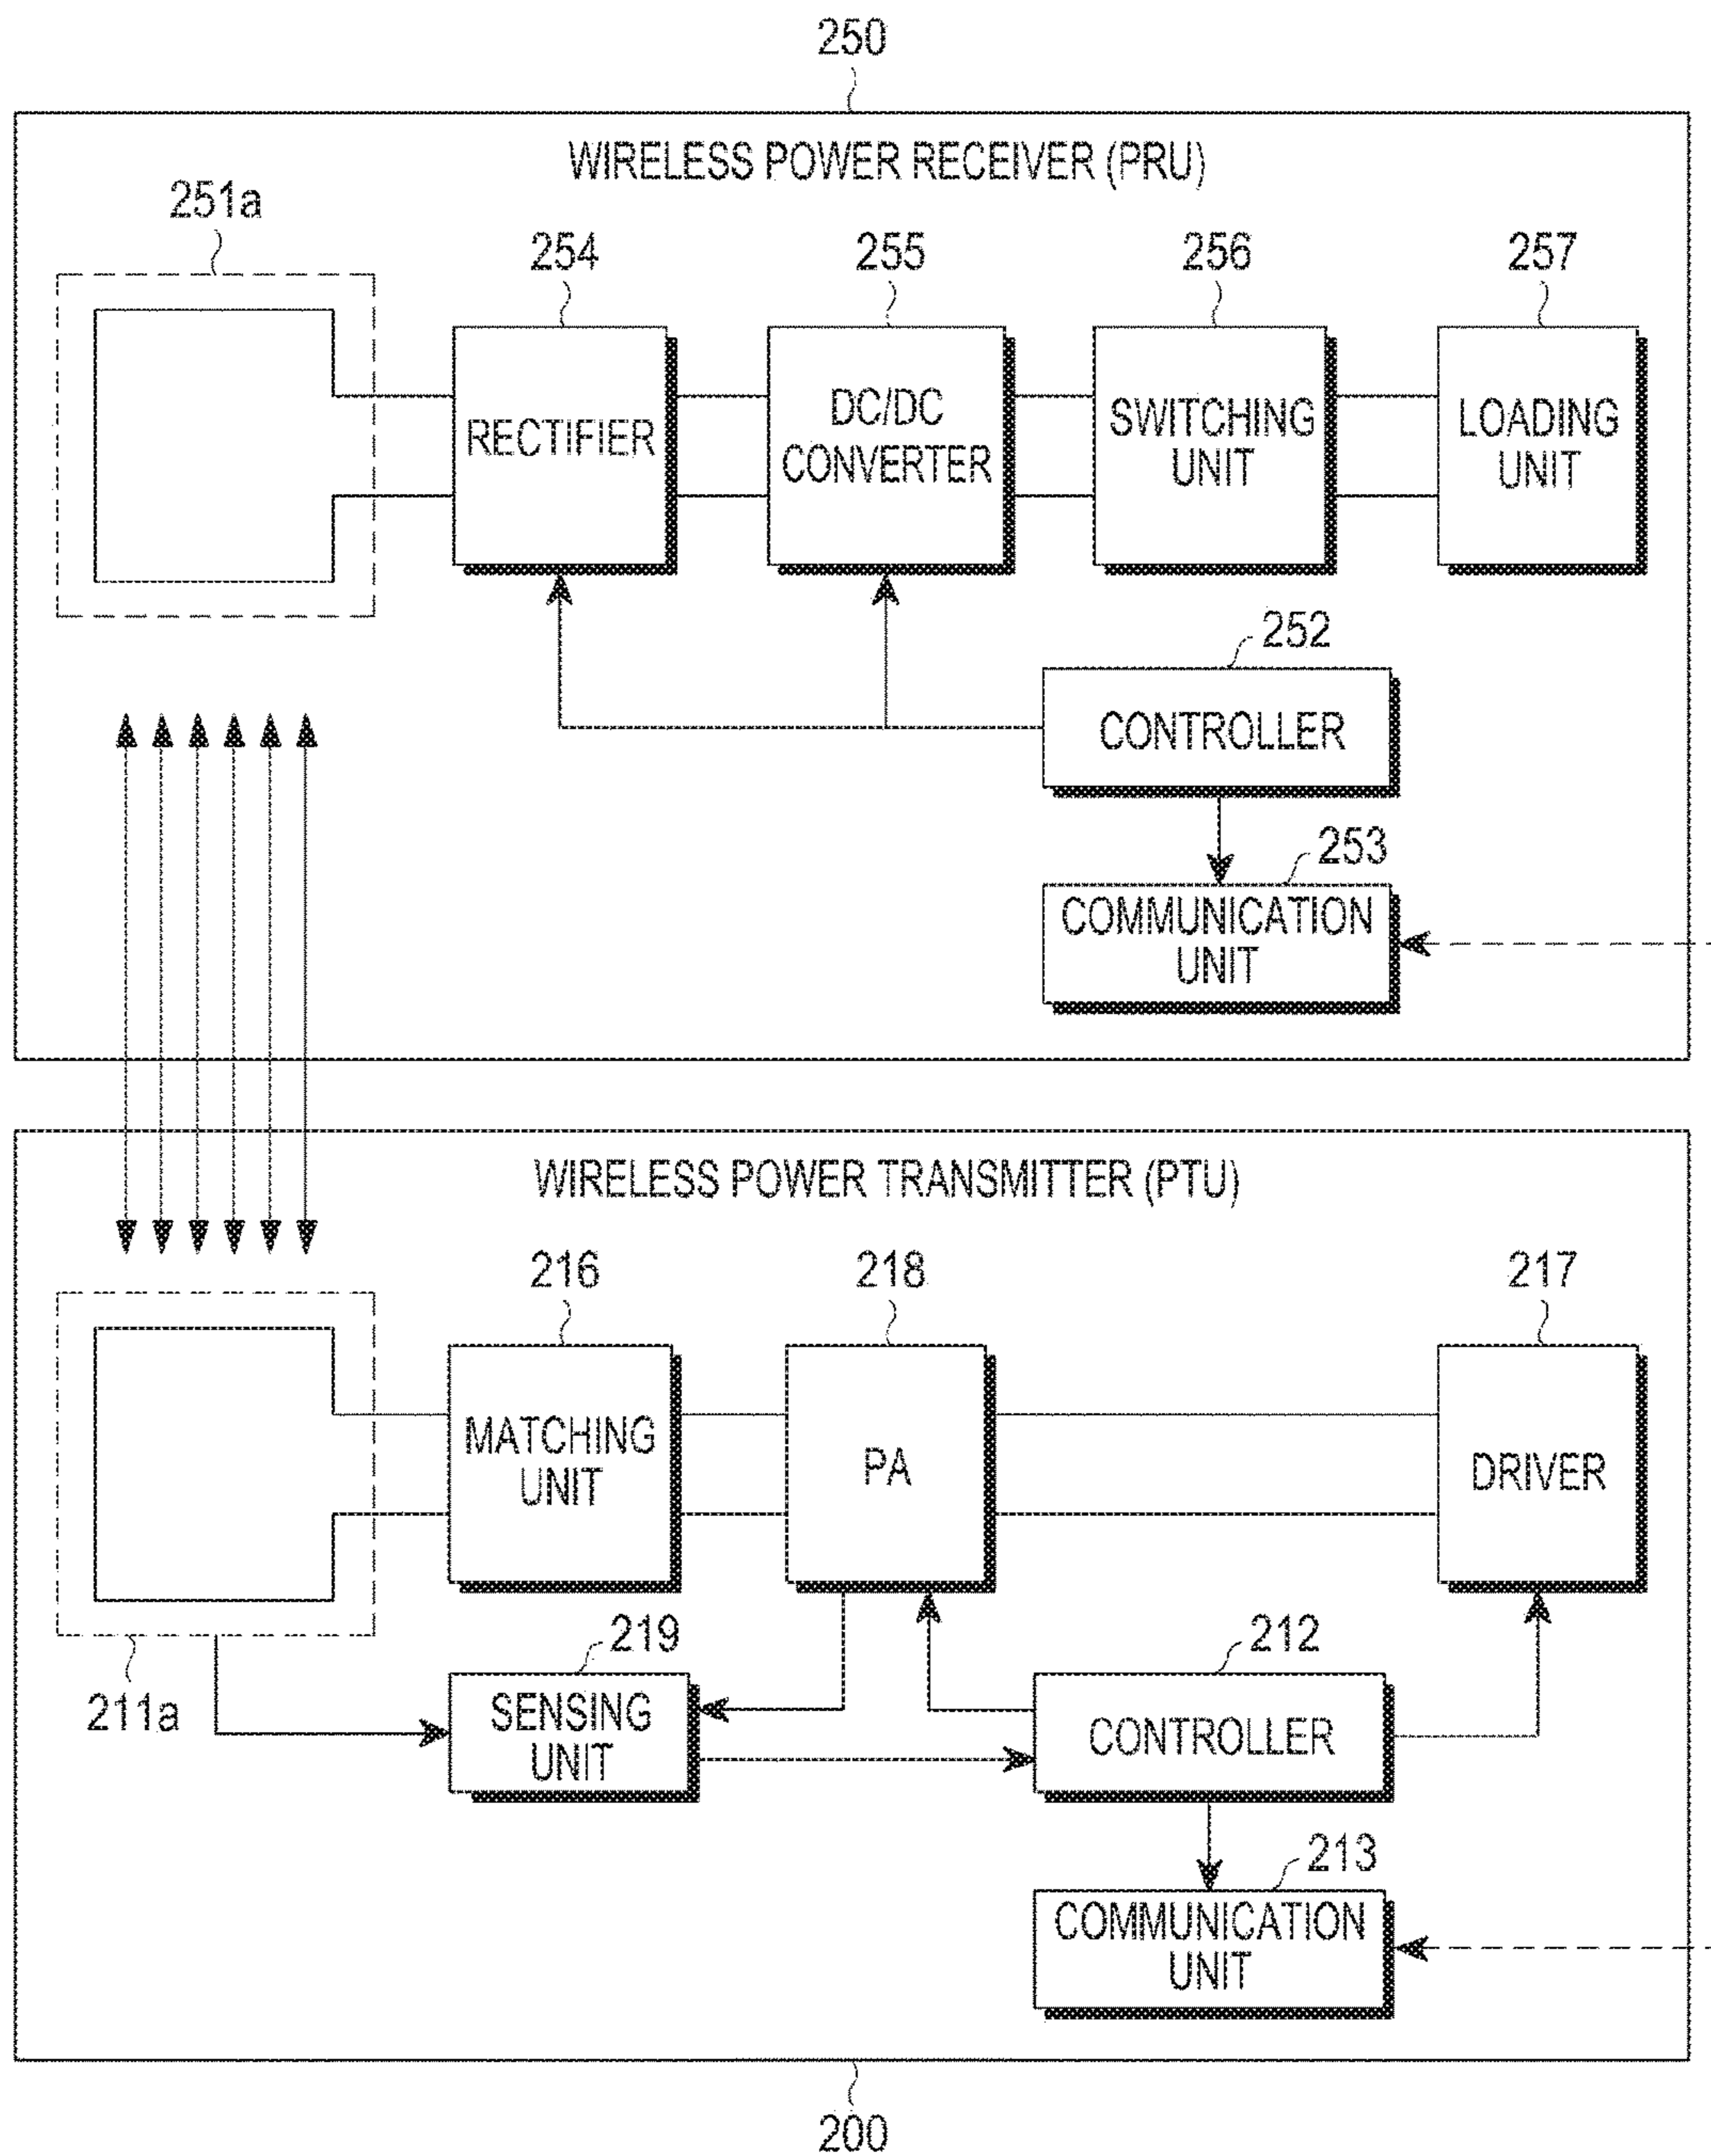 250
WIRELESS POWER RECEIVER (PRU)
251a
254
255
256
257
RECTIFIER
DC/DC
CONVERTER
SWITCHING
UNIT
LOADING
UNIT
252
CONTROLLER
253
COMMUNICATION
UNIT
WIRELESS POWER TRANSMITTER (PTU)
216
218
217
MATCHING
UNIT
PA
DRIVER
211a
219
SENSING
UNIT
212
CONTROLLER
213
COMMUNICATION
UNIT
200